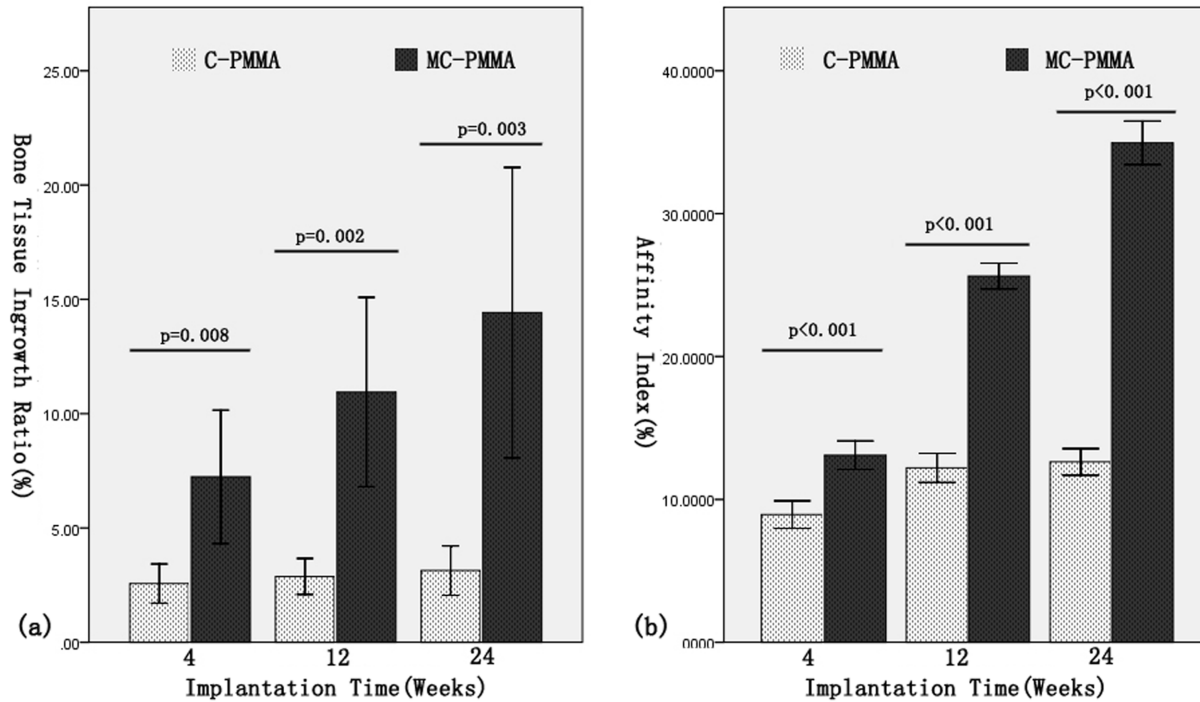 C-PMMA MC-PMMA
25.00
20.00
15.00
10.00
5.00
.00
Bone Tissue Ingrowth Ratio(%)
p=0.008
p=0.002
p=0.003
4 12 24
Implantation Time(Weeks)
(a)
C-PMMA MC-PMMA
40.0000
30.0000
20.0000
10.0000
.0000
Affinity Index(%)
p<0.001
p<0.001
p<0.001
4 12 24
Implantation Time(Weeks)
(b)